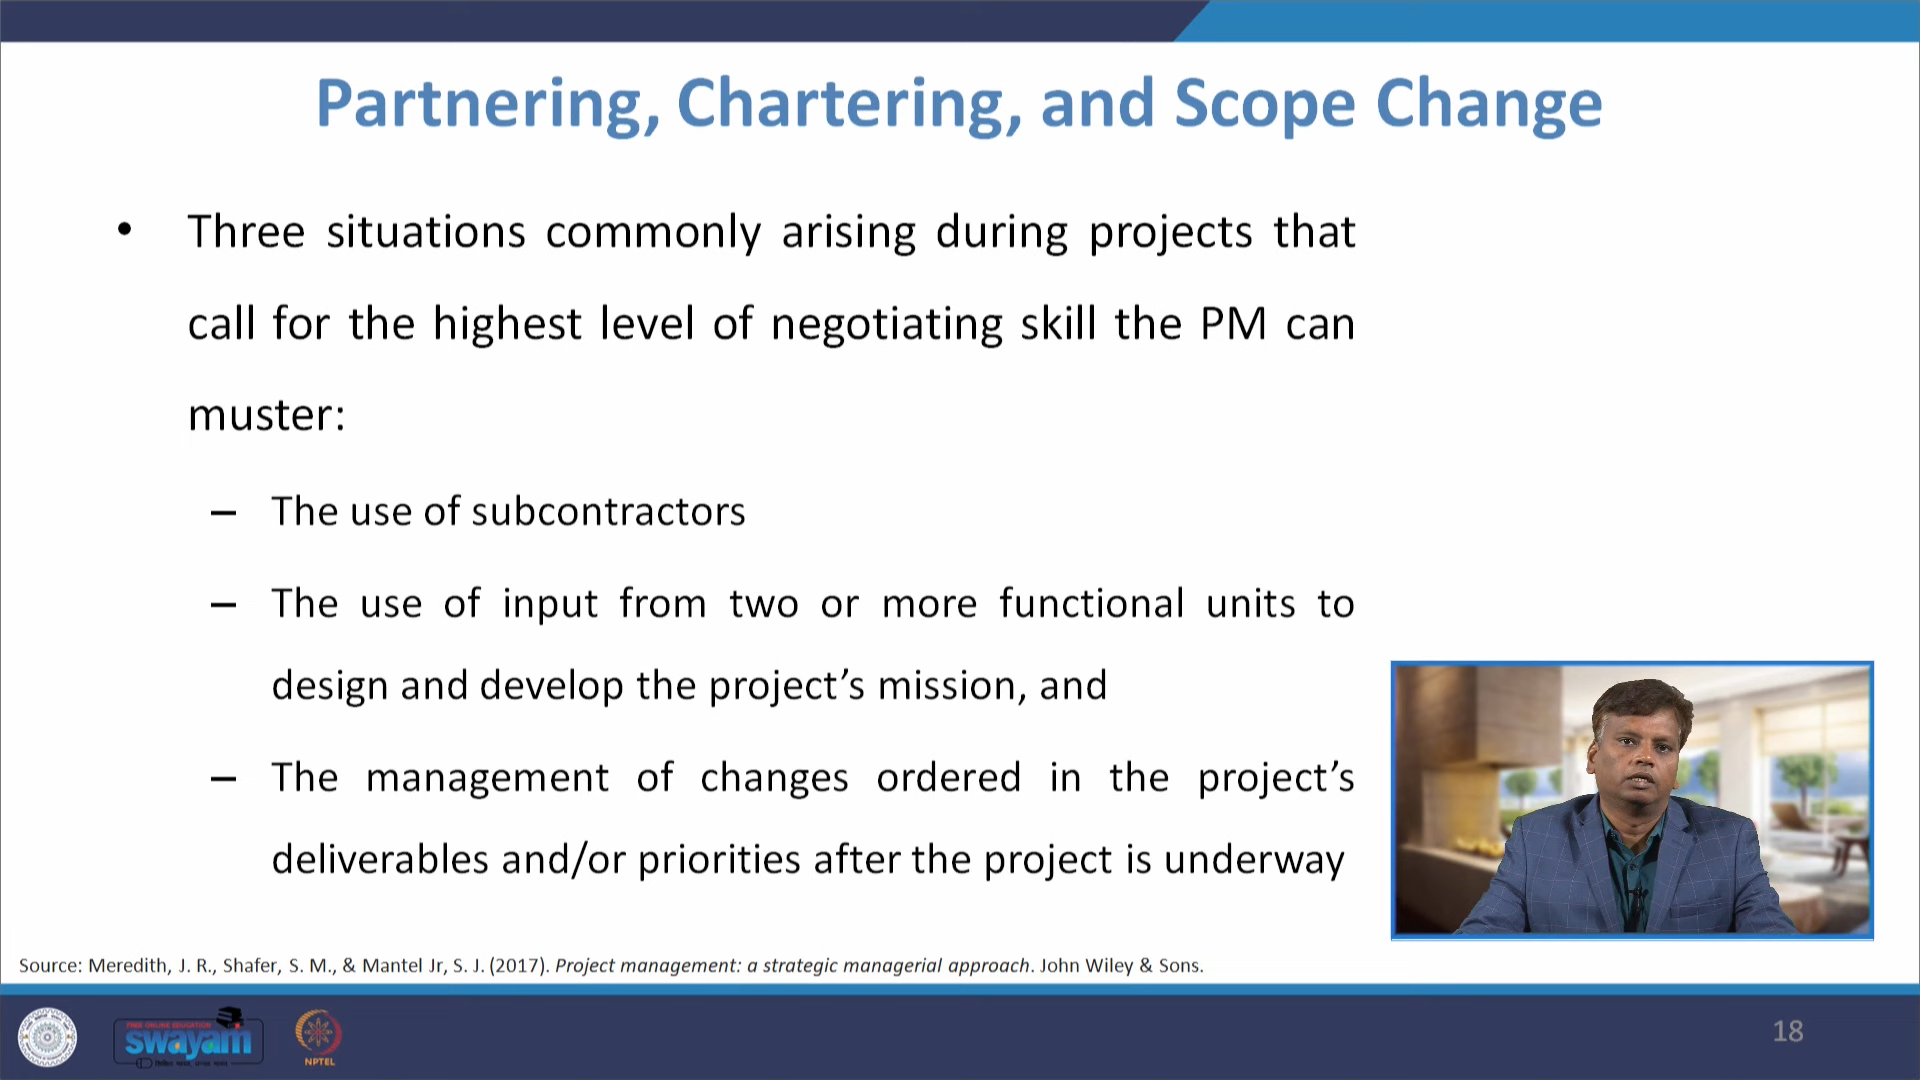 Partnering, Chartering, and Scope Change
• Three situations commonly arising during projects that
call for the highest level of negotiating skill the PM can
muster:
– The use of subcontractors
– The use of input from two or more functional units to
design and develop the project’s mission, and
– The management of changes ordered in the project’s
deliverables and/or priorities after the project is underway
Source: Meredith, J. R., Shafer, S. M., & Mantel Jr, S. J. (2017). Project management: a strategic managerial approach. John Wiley & Sons.
FREE ONLINE EDUCATION
swayam
NPTEL
18